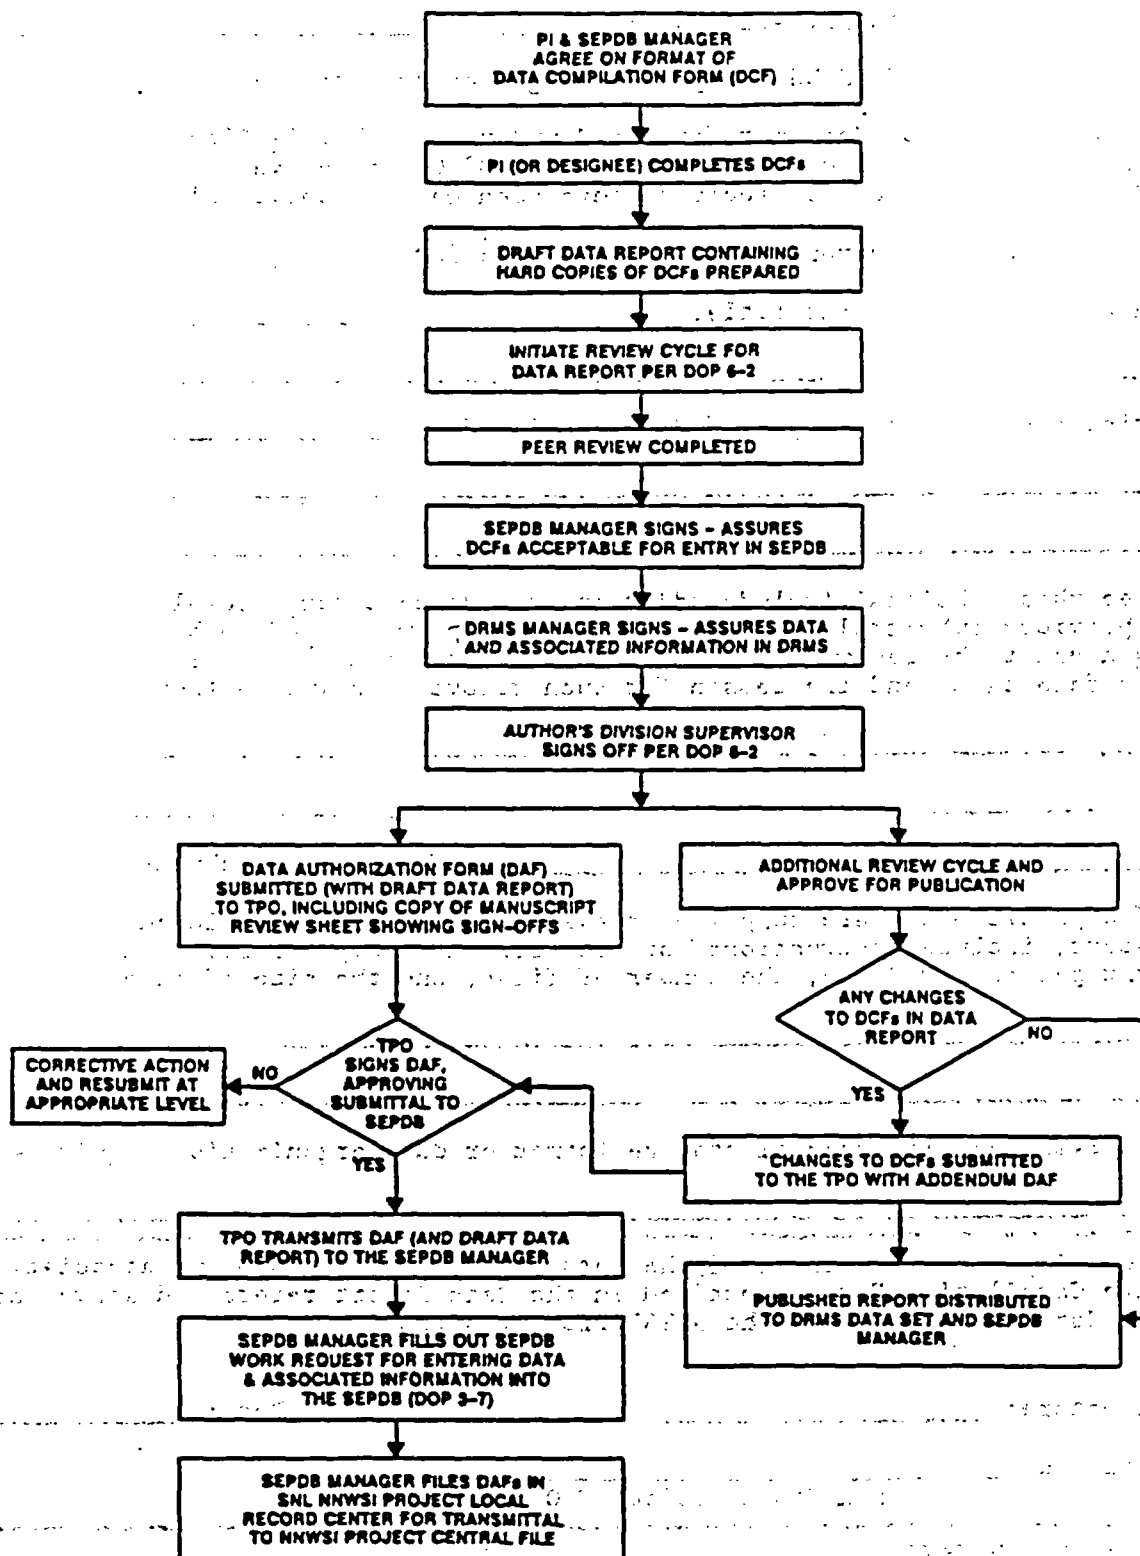 PI & SEPDB MANAGER
AGREE ON FORMAT OF
DATA COMPILATION FORM (DCF)
PI (OR DESIGNEE) COMPLETES DCFs
DRAFT DATA REPORT CONTAINING
HARD COPIES OF DCFs PREPARED
INITIATE REVIEW CYCLE FOR
DATA REPORT PER DOP 6-2
PEER REVIEW COMPLETED
SEPDB MANAGER SIGNS - ASSURES
DCFs ACCEPTABLE FOR ENTRY IN SEPDB
DRMS MANAGER SIGNS - ASSURES DATA
AND ASSOCIATED INFORMATION IN DRMS
AUTHOR'S DIVISION SUPERVISOR
SIGNS OFF PER DOP 6-2
DATA AUTHORIZATION FORM (DAF)
SUBMITTED (WITH DRAFT DATA REPORT)
TO TPO, INCLUDING COPY OF MANUSCRIPT
REVIEW SHEET SHOWING SIGN-OFFS
ADDITIONAL REVIEW CYCLE AND
APPROVE FOR PUBLICATION
ANY CHANGES
TO DCFs IN DATA
REPORT
NO
YES
TPO
SIGNS DAF,
APPROVING
SUBMITTAL TO
SEPDB
NO
YES
CORRECTIVE ACTION
AND RESUBMIT AT
APPROPRIATE LEVEL
CHANGES TO DCFs SUBMITTED
TO THE TPO WITH ADDENDUM DAF
TPO TRANSMITS DAF (AND DRAFT DATA
REPORT) TO THE SEPDB MANAGER
PUBLISHED REPORT DISTRIBUTED
TO DRMS DATA SET AND SEPDB
MANAGER
SEPDB MANAGER FILLS OUT SEPDB
WORK REQUEST FOR ENTERING DATA
& ASSOCIATED INFORMATION INTO
THE SEPDB (DOP 3-7)
SEPDB MANAGER FILES DAFs IN
SNL NNWSI PROJECT LOCAL
RECORD CENTER FOR TRANSMITTAL
TO NNWSI PROJECT CENTRAL FILE